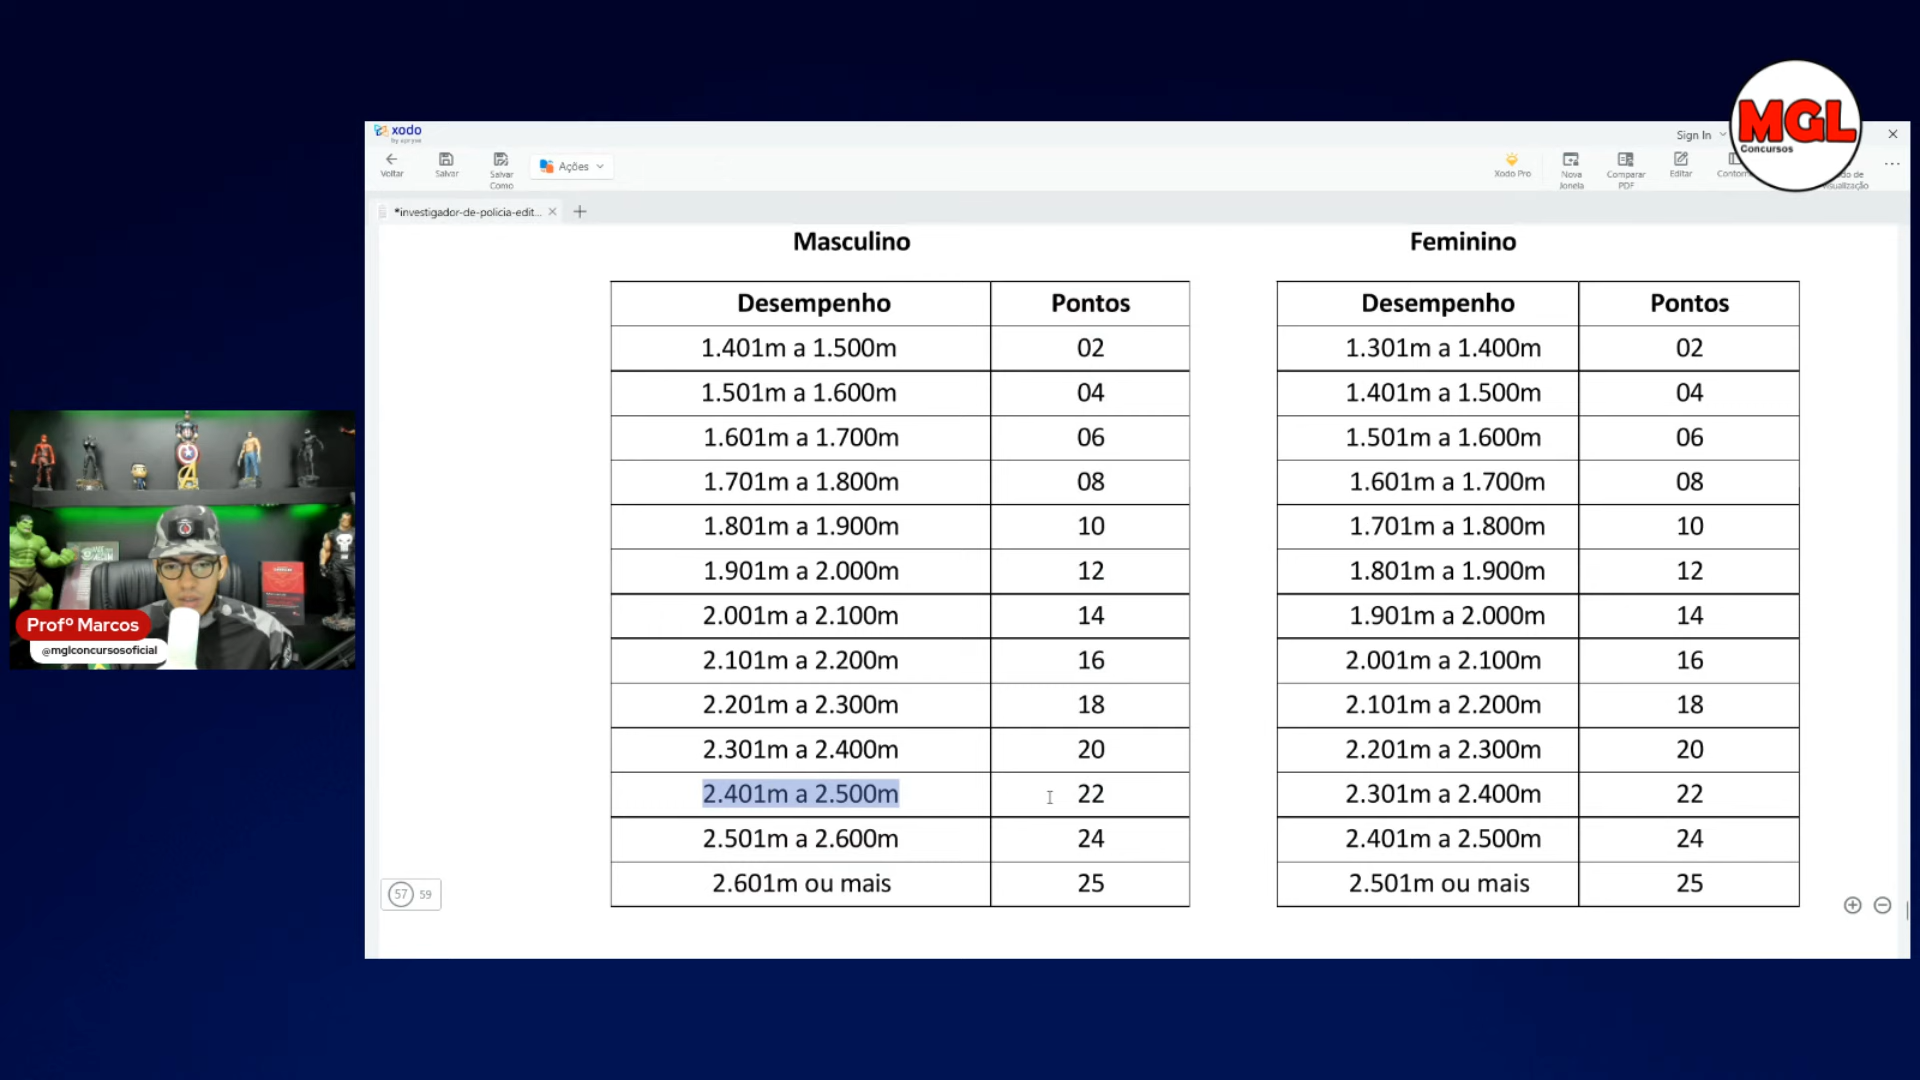 MGL
Concursos
xodo
by apryse
Sign In
Voltar
Salvar
Salvar Como
Ações
Xodo Pro
Nova Janela
Comparar PDF
Editar
*investigador-de-policia-edit...
Masculino
Desempenho Pontos
1.401m a 1.500m 02
1.501m a 1.600m 04
1.601m a 1.700m 06
1.701m a 1.800m 08
1.801m a 1.900m 10
1.901m a 2.000m 12
2.001m a 2.100m 14
2.101m a 2.200m 16
2.201m a 2.300m 18
2.301m a 2.400m 20
2.401m a 2.500m 22
2.501m a 2.600m 24
2.601m ou mais 25
Feminino
Desempenho Pontos
1.301m a 1.400m 02
1.401m a 1.500m 04
1.501m a 1.600m 06
1.601m a 1.700m 08
1.701m a 1.800m 10
1.801m a 1.900m 12
1.901m a 2.000m 14
2.001m a 2.100m 16
2.101m a 2.200m 18
2.201m a 2.300m 20
2.301m a 2.400m 22
2.401m a 2.500m 24
2.501m ou mais 25
57 59
Profº Marcos
@mglconcursosoficial